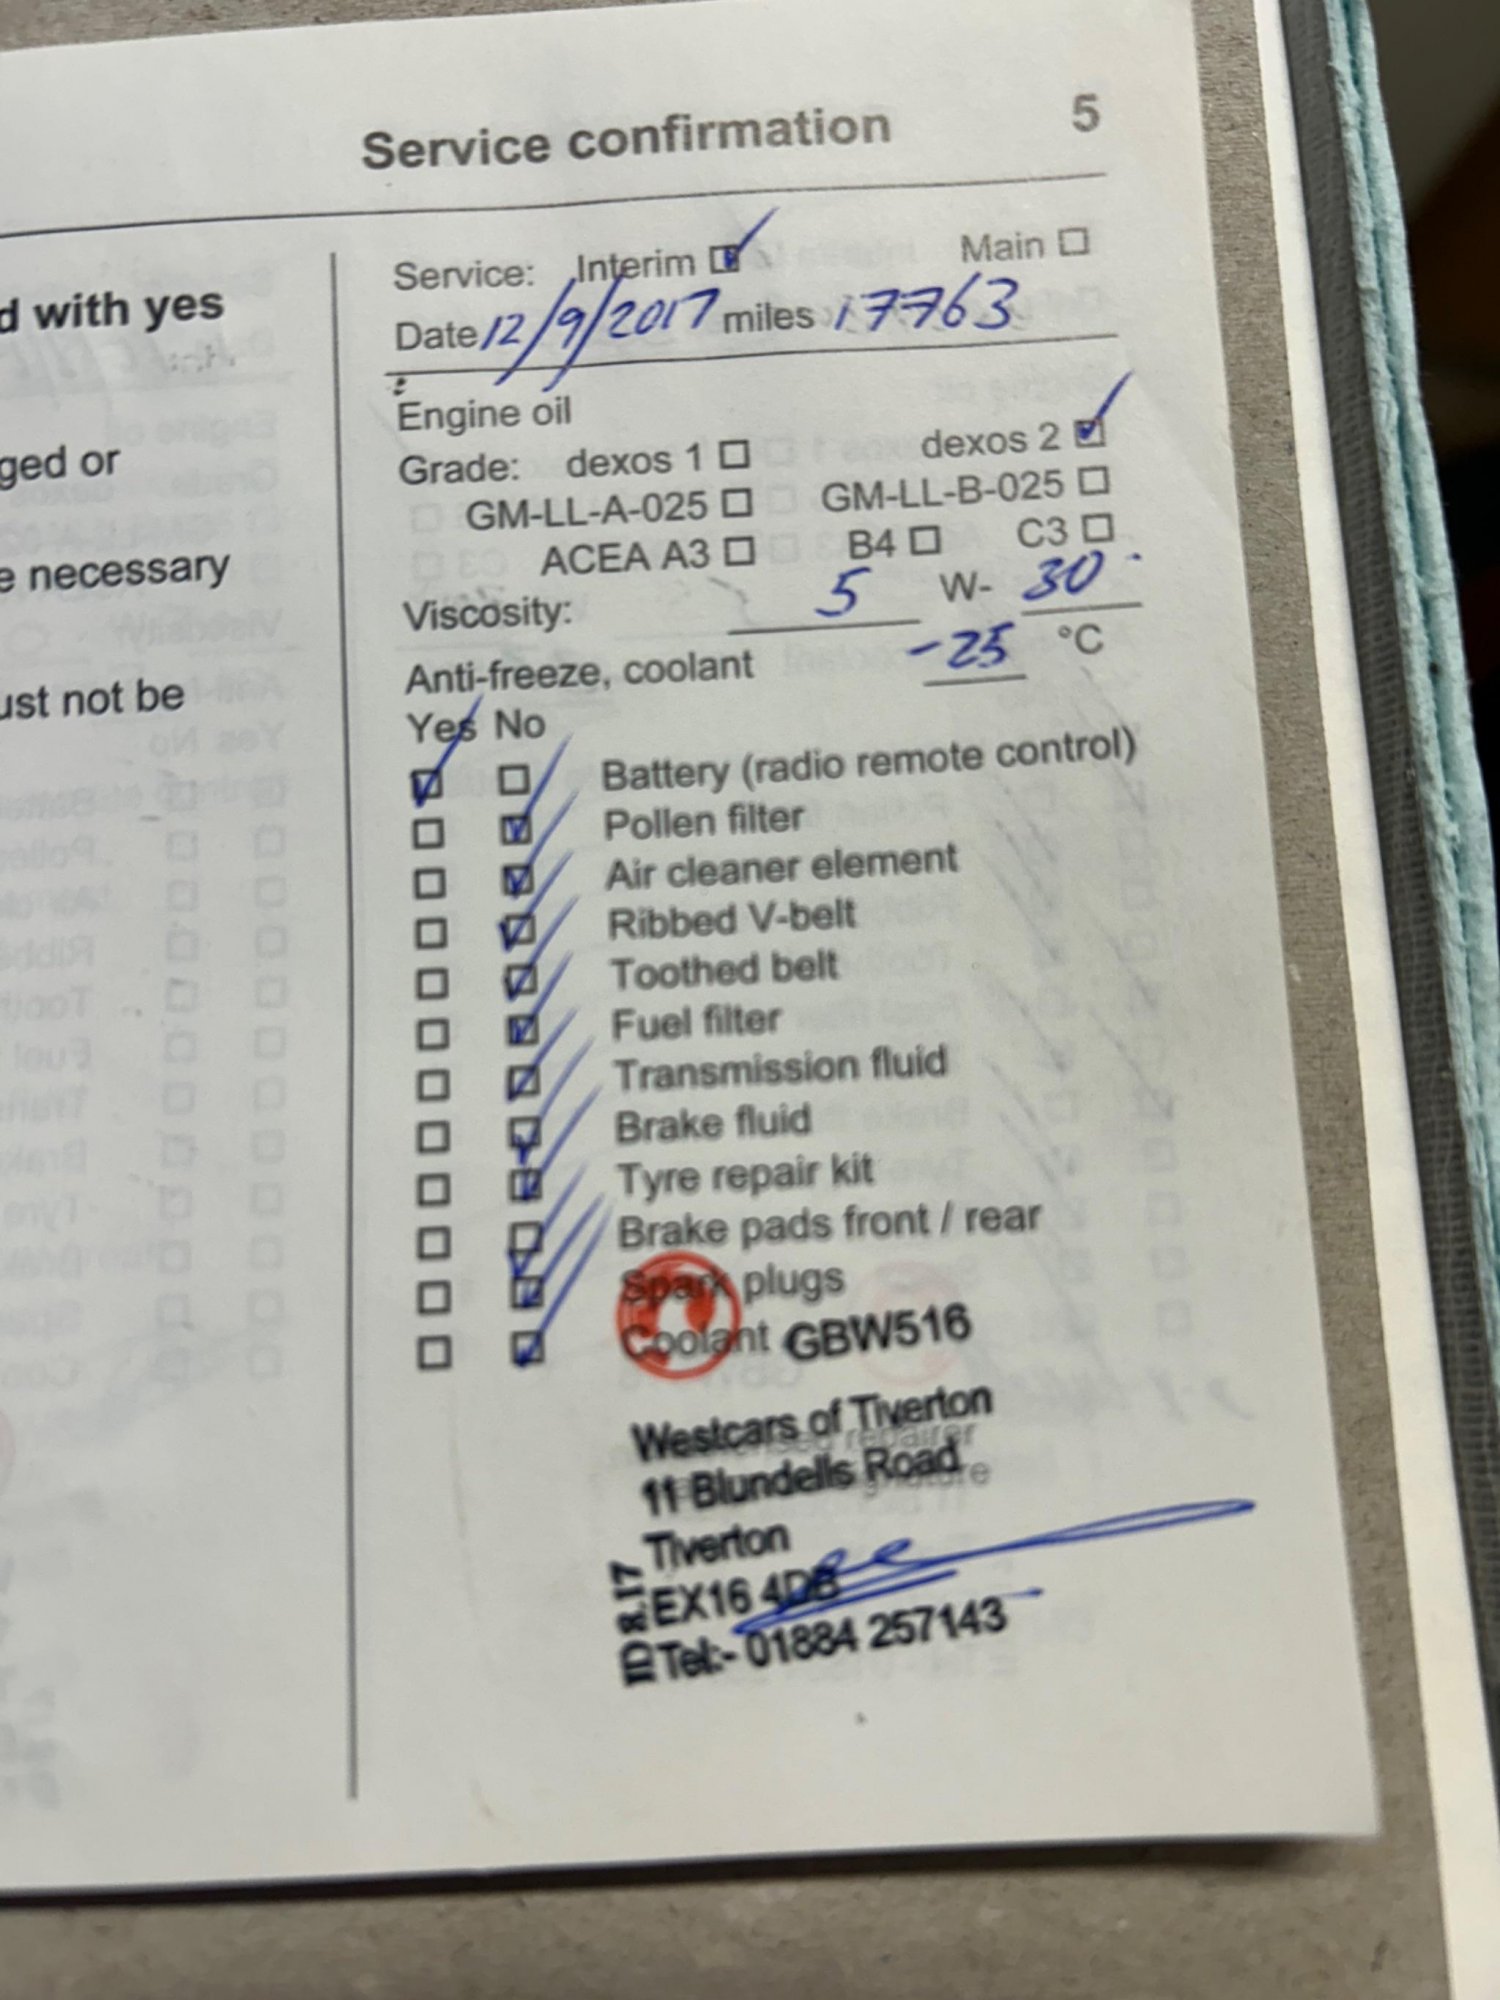 Service confirmation 5
d with yes
ged or
e necessary
ust not be
Service: Interim Main
Date 12/9/2017 miles 17763
Engine oil
Grade: dexos 1 dexos 2
GM-LL-A-025 GM-LL-B-025
ACEA A3 B4 C3
Viscosity: 5 W- 30
Anti-freeze, coolant -25 °C
Yes No
Battery (radio remote control)
Pollen filter
Air cleaner element
Ribbed V-belt
Toothed belt
Fuel filter
Transmission fluid
Brake fluid
Tyre repair kit
Brake pads front / rear
Spark plugs
Coolant GBW516
Westcars of Tiverton
repairer
11 Blundells Road
Tiverton
EX16 4DB
Tel:- 01884 257143
ID 8.17